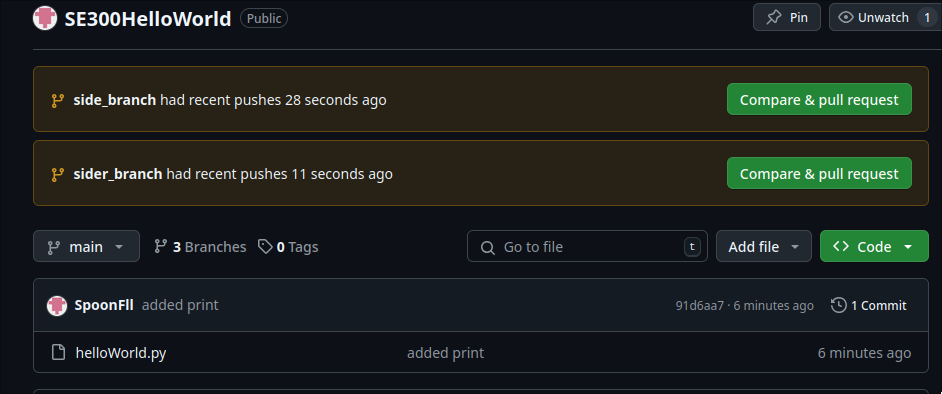 SE300HelloWorld Public Pin Unwatch 1
side_branch had recent pushes 28 seconds ago Compare & pull request
sider_branch had recent pushes 11 seconds ago Compare & pull request
main 3 Branches 0 Tags Go to file t Add file Code
SpoonFll added print 91d6aa7 · 6 minutes ago 1 Commit
helloWorld.py added print 6 minutes ago